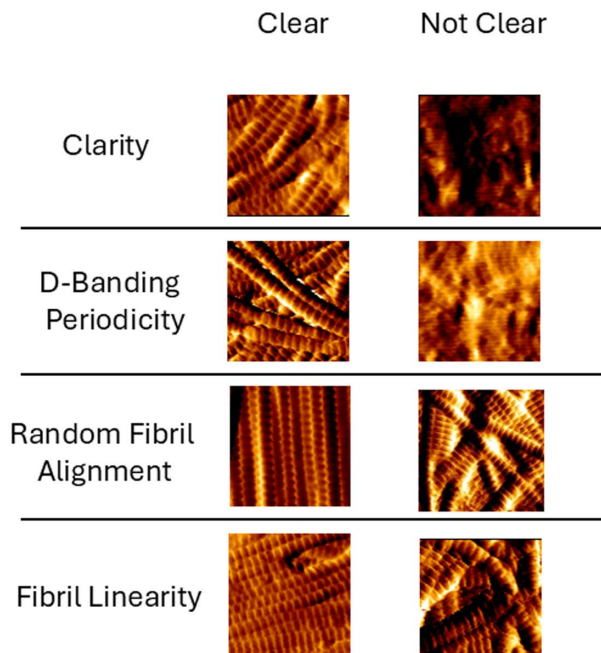 Clear Not Clear
Clarity
D-Banding
Periodicity
Random Fibril
Alignment
Fibril Linearity